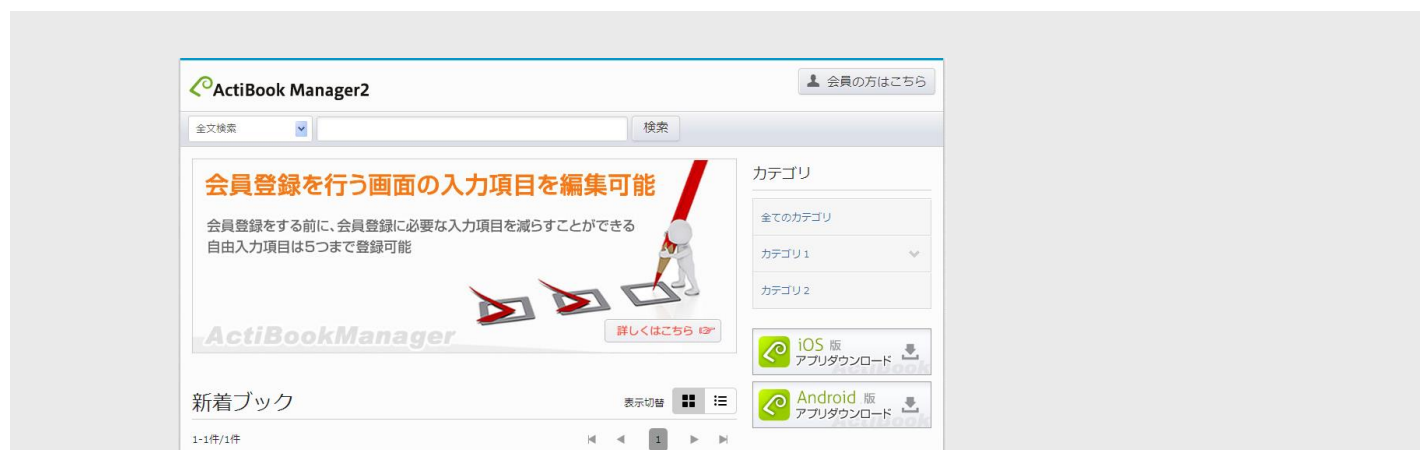 ActiBook Manager2
会員の方はこちら
全文検索
検索
会員登録を行う画面の入力項目を編集可能
会員登録をする前に、会員登録に必要な入力項目を減らすことができる
自由入力項目は5つまで登録可能
ActiBookManager
詳しくはこちら
カテゴリ
全てのカテゴリ
カテゴリ1
カテゴリ2
iOS 版
アプリダウンロード
ActiBook
Android 版
アプリダウンロード
ActiBook
新着ブック
表示切替
1-1件/1件
1